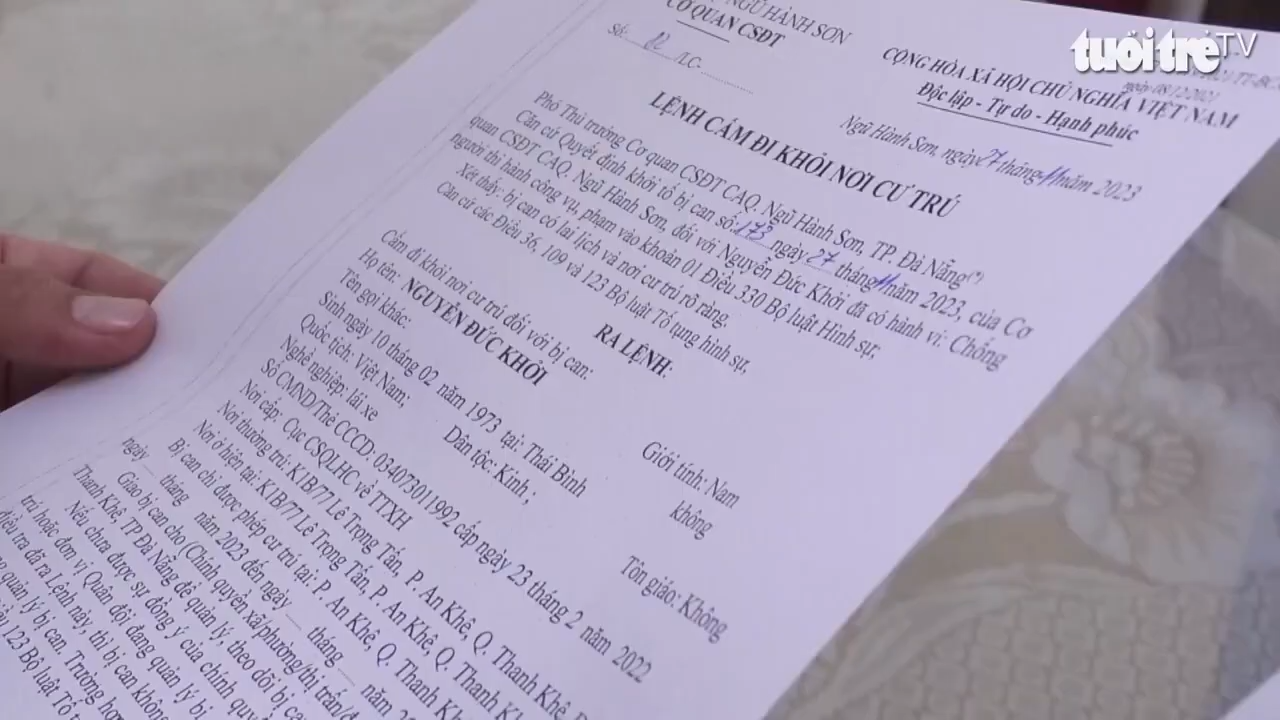 tuổi trẻ TV
NGŨ HÀNH SƠN
CƠ QUAN CSĐT
Số: 02 /LC-
CỘNG HÒA XÃ HỘI CHỦ NGHĨA VIỆT NAM
Độc lập - Tự do - Hạnh phúc
ngày 08/12/2021
Ngũ Hành Sơn, ngày 27 tháng 11 năm 2023
LỆNH CẤM ĐI KHỎI NƠI CƯ TRÚ
Phó Thủ trưởng Cơ quan CSĐT CAQ. Ngũ Hành Sơn, TP. Đà Nẵng(*)
Căn cứ Quyết định khởi tố bị can số: 173 ngày 27 tháng 11 năm 2023, của Cơ
quan CSĐT CAQ. Ngũ Hành Sơn, đối với Nguyễn Đức Khởi đã có hành vi: Chống
người thi hành công vụ, phạm vào khoản 01 Điều 330 Bộ luật Hình sự;
Xét thấy: bị can có lai lịch và nơi cư trú rõ ràng,
Căn cứ các Điều 36, 109 và 123 Bộ luật Tố tụng hình sự,
RA LỆNH:
Cấm đi khỏi nơi cư trú đối với bị can:
Họ tên: NGUYỄN ĐỨC KHỞI Giới tính: Nam
Tên gọi khác: không
Sinh ngày 10 tháng 02 năm 1973 tại: Thái Bình
Quốc tịch: Việt Nam; Dân tộc: Kinh ; Tôn giáo: Không
Nghề nghiệp: lái xe
Số CMND/Thẻ CCCD: 034073011992 cấp ngày 23 tháng 2 năm 2022
Nơi cấp: Cục CSQLHC về TTXH
Nơi thường trú: K1B/77 Lê Trọng Tấn, P. An Khê, Q. Thanh Khê,
Nơi ở hiện tại: K1B/77 Lê Trọng Tấn, P. An Khê, Q. Thanh
Bị can chỉ được phép cư trú tại: P. An Khê, Q. Thanh
ngày tháng năm 2023 đến ngày tháng năm
Giao bị can cho (Chính quyền xã/phường/thị trấn/
Thanh Khê, TP Đà Nẵng để quản lý, theo dõi bị can
Nếu chưa được sự đồng ý của chính quyền
trú hoặc đơn vị Quân đội đang quản lý bị
điều tra đã ra Lệnh này, thì bị can không
quản lý bị can. Trường hợp
123 Bộ luật Tố